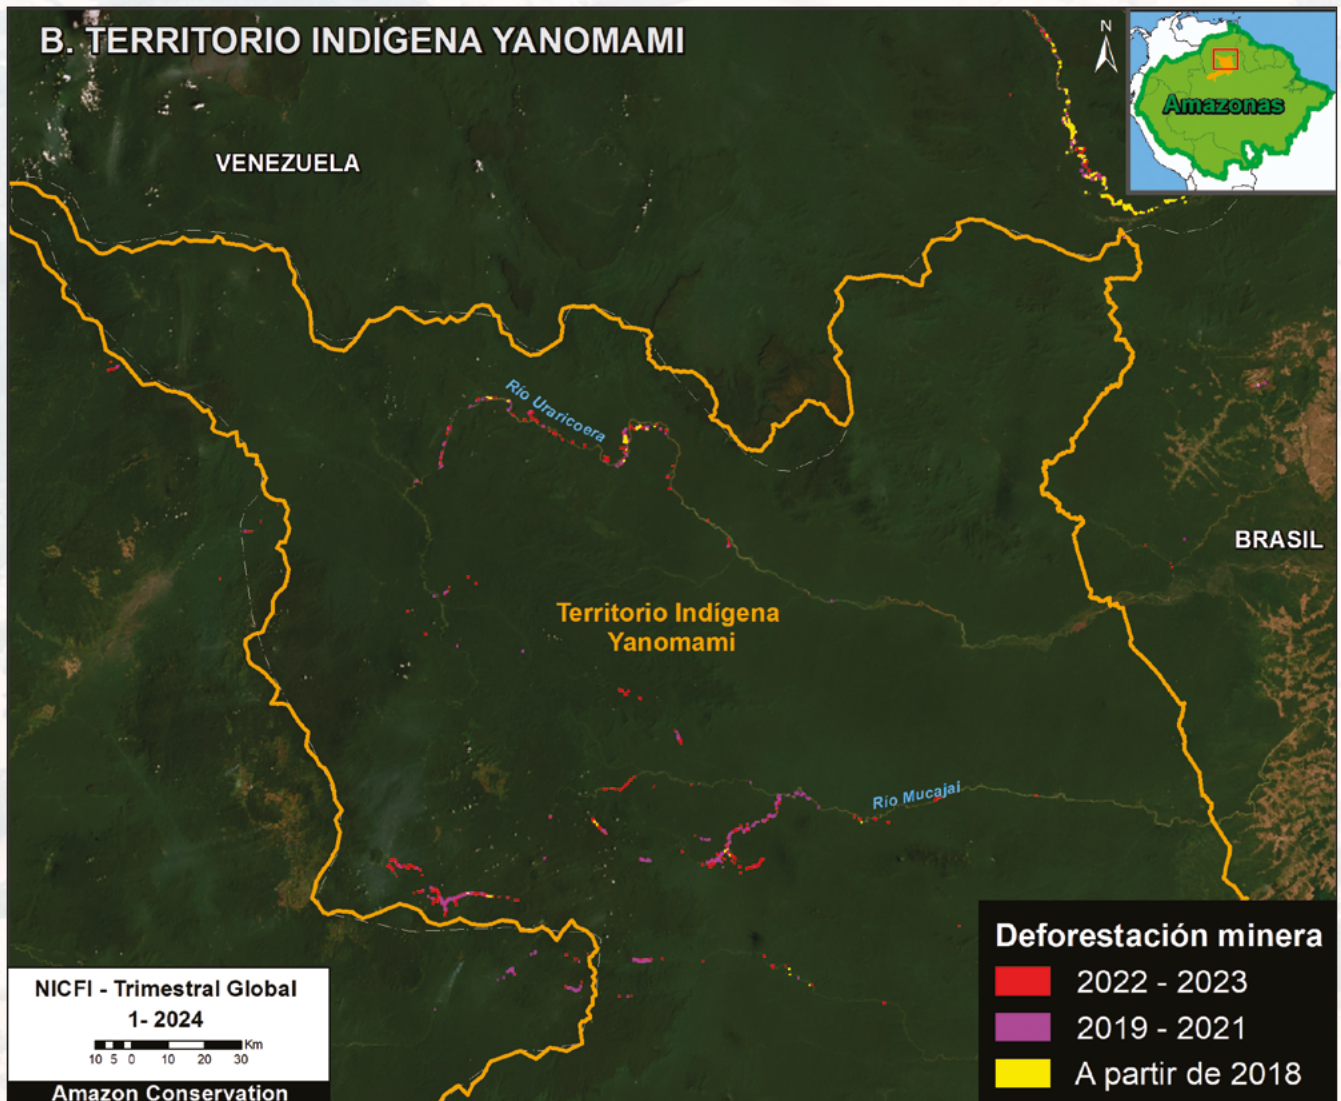 B. TERRITORIO INDIGENA YANOMAMI
N
Amazonas
VENEZUELA
Río Uraricoera
BRASIL
Territorio Indígena
Yanomami
Río Mucajai
Deforestación minera
2022 - 2023
2019 - 2021
A partir de 2018
NICFI - Trimestral Global
1- 2024
Km
10 5 0 10 20 30
Amazon Conservation